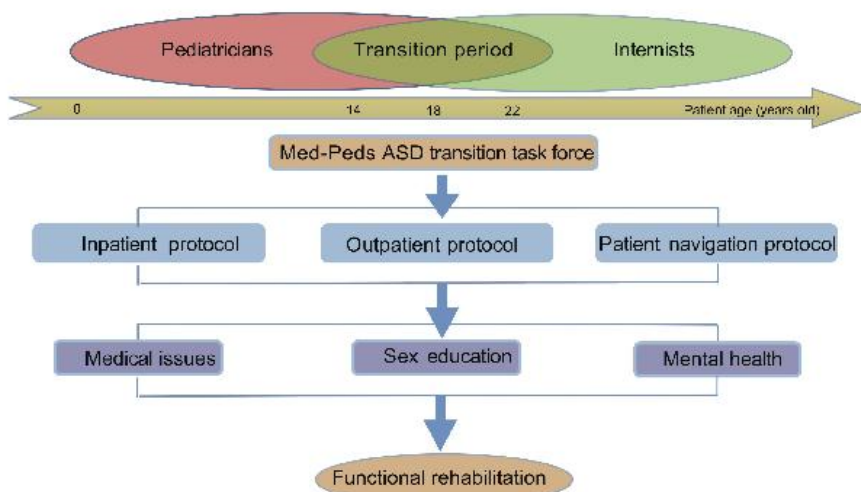 Pediatricians Transition period Internists
0 14 18 22 Patient age (years old)
Med-Peds ASD transition task force
Inpatient protocol Outpatient protocol Patient navigation protocol
Medical issues Sex education Mental health
Functional rehabilitation